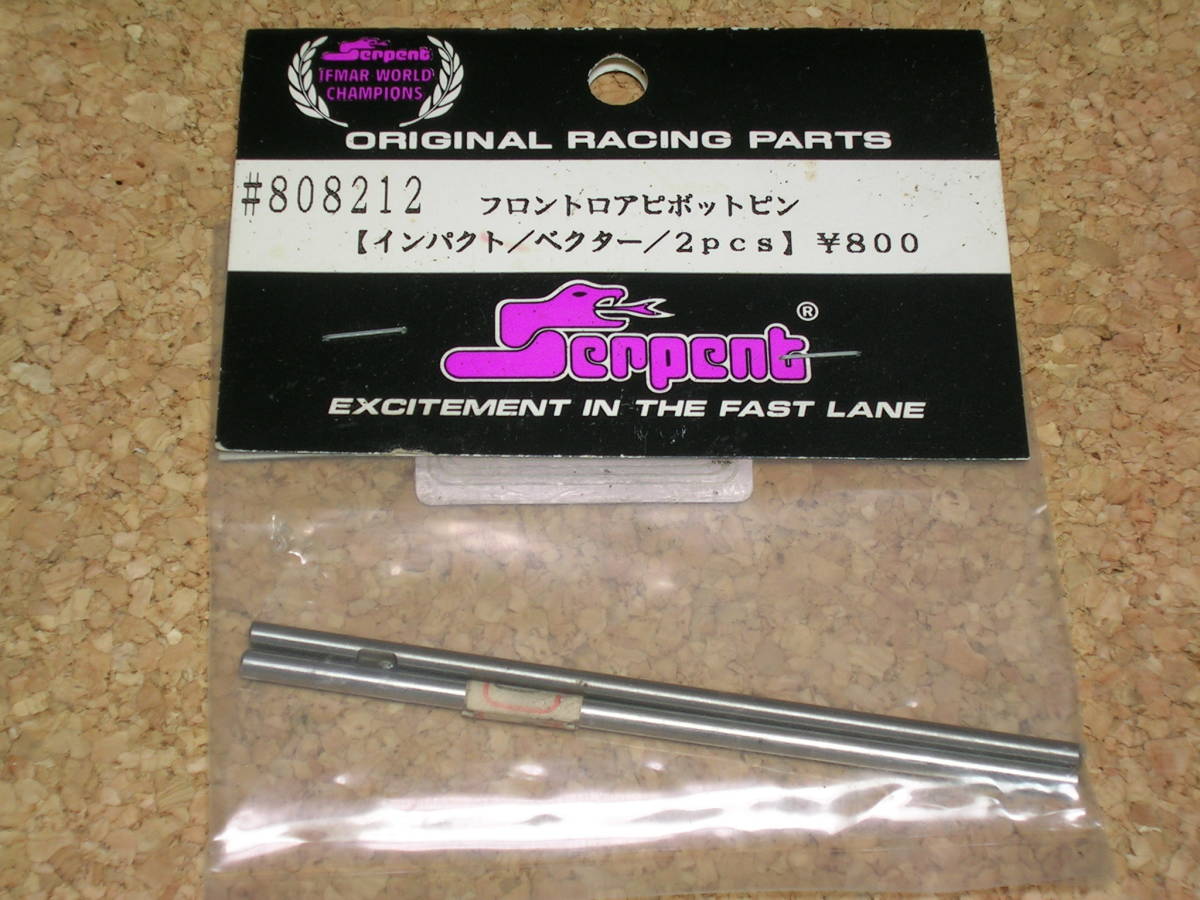 Serpent
IFMAR WORLD
CHAMPIONS
ORIGINAL RACING PARTS
#808212 フロントロアピボットピン
【インパクト／ベクター／2pcs】 ¥800
Serpent®
EXCITEMENT IN THE FAST LANE